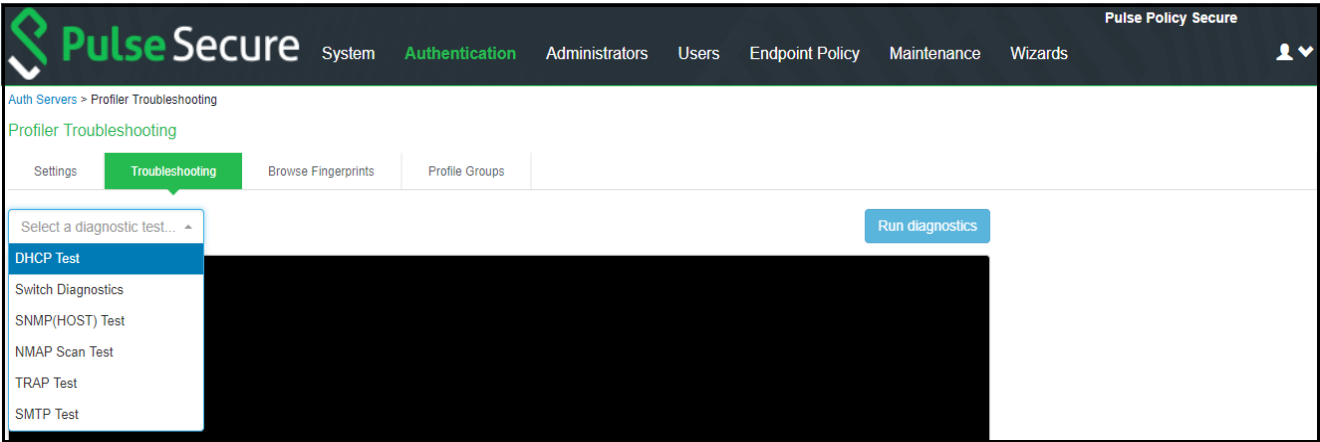 Pulse Policy Secure
Pulse Secure
System Authentication Administrators Users Endpoint Policy Maintenance Wizards
Auth Servers > Profiler Troubleshooting
Profiler Troubleshooting
Settings Troubleshooting Browse Fingerprints Profile Groups
Select a diagnostic test... Run diagnostics
DHCP Test
Switch Diagnostics
SNMP(HOST) Test
NMAP Scan Test
TRAP Test
SMTP Test